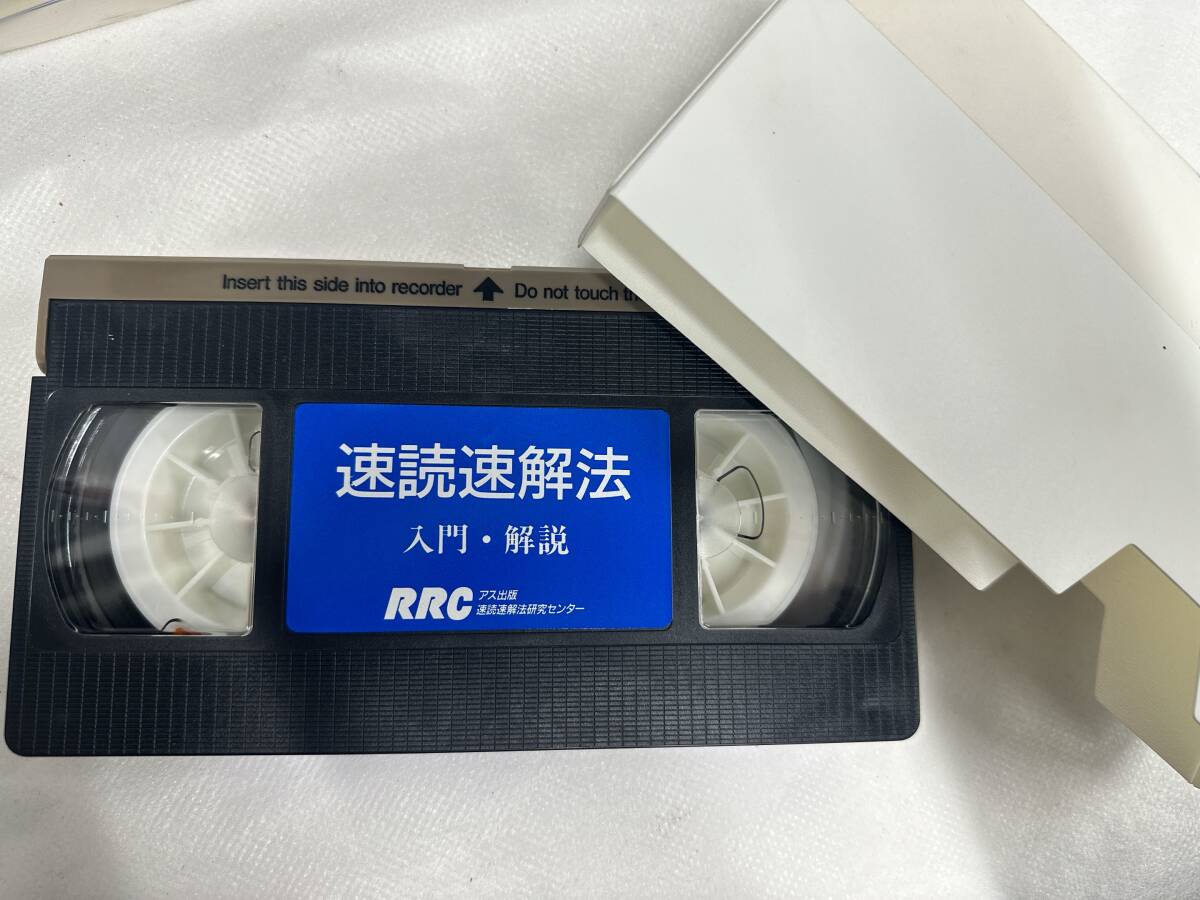 Insert this side into recorder ↑ Do not touch
速読速解法
入門・解説
RRC
アス出版
速読速解法研究センター